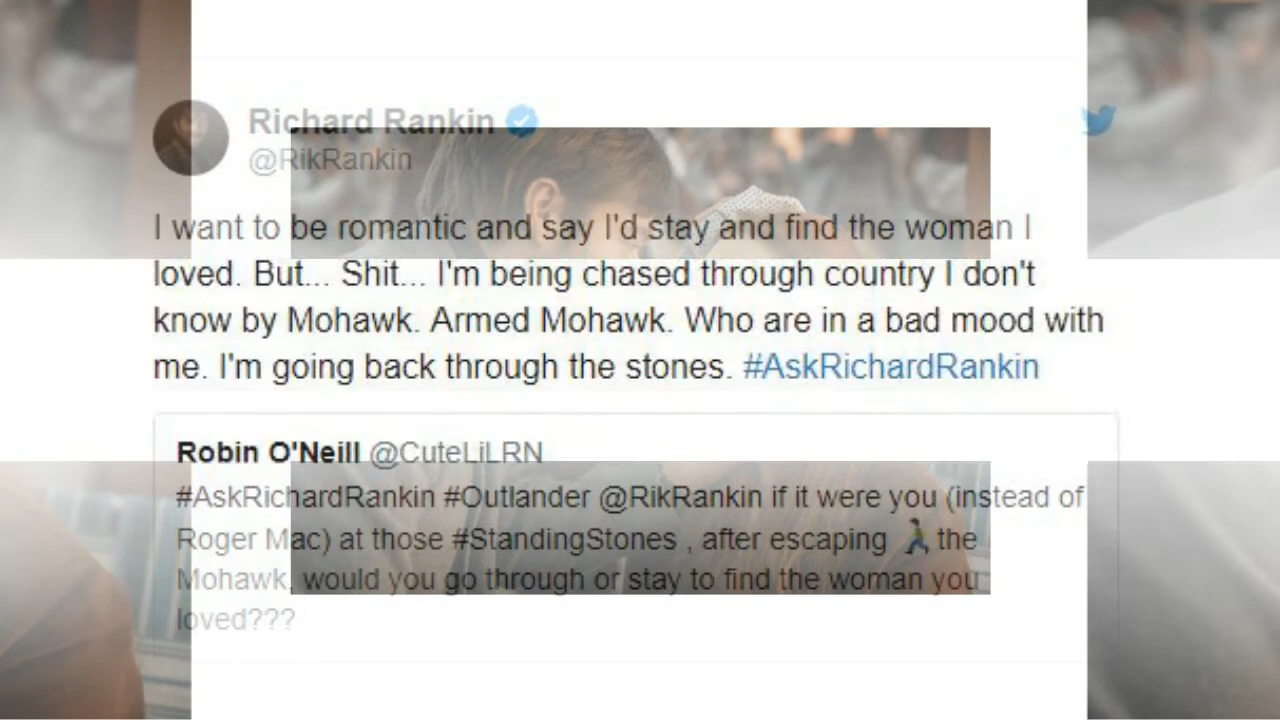 Richard Rankin
@RikRankin
I want to be romantic and say I'd stay and find the woman I
loved. But... Shit... I'm being chased through country I don't
know by Mohawk. Armed Mohawk. Who are in a bad mood with
me. I'm going back through the stones. #AskRichardRankin
Robin O'Neill @CuteLiLRN
#AskRichardRankin #Outlander @RikRankin if it were you (instead of
Roger Mac) at those #StandingStones , after escaping 🏃 the
Mohawk, would you go through or stay to find the woman you
loved???